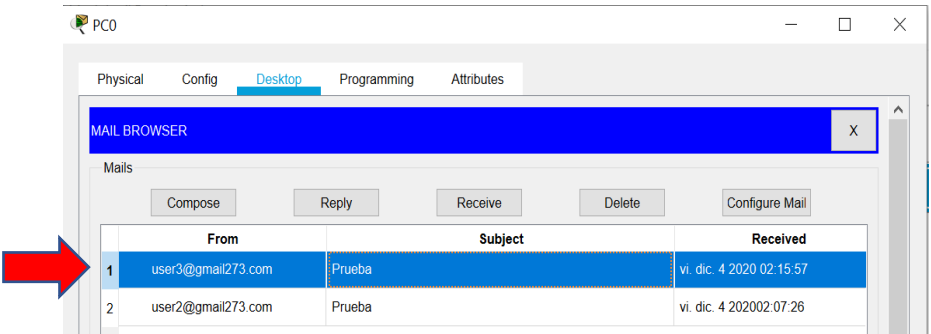 PC0
Physical Config Desktop Programming Attributes
MAIL BROWSER X
Mails
Compose Reply Receive Delete Configure Mail
From Subject Received
1 user3@gmail273.com Prueba vi. dic. 4 2020 02:15:57
2 user2@gmail273.com Prueba vi. dic. 4 202002:07:26